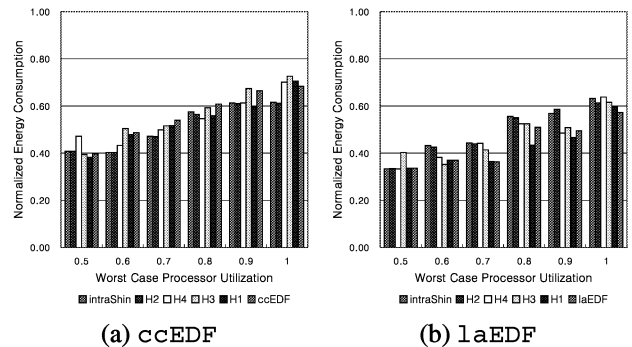 Normalized Energy Consumption
1.00
0.80
0.60
0.40
0.20
0.00
0.5 0.6 0.7 0.8 0.9 1
Worst Case Processor Utilization
intraShin H2 H4 H3 H1 ccEDF
(a) ccEDF
Normalized Energy Consumption
1.00
0.80
0.60
0.40
0.20
0.00
0.5 0.6 0.7 0.8 0.9 1
Worst Case Processor Utilization
intraShin H2 H4 H3 H1 laEDF
(b) laEDF